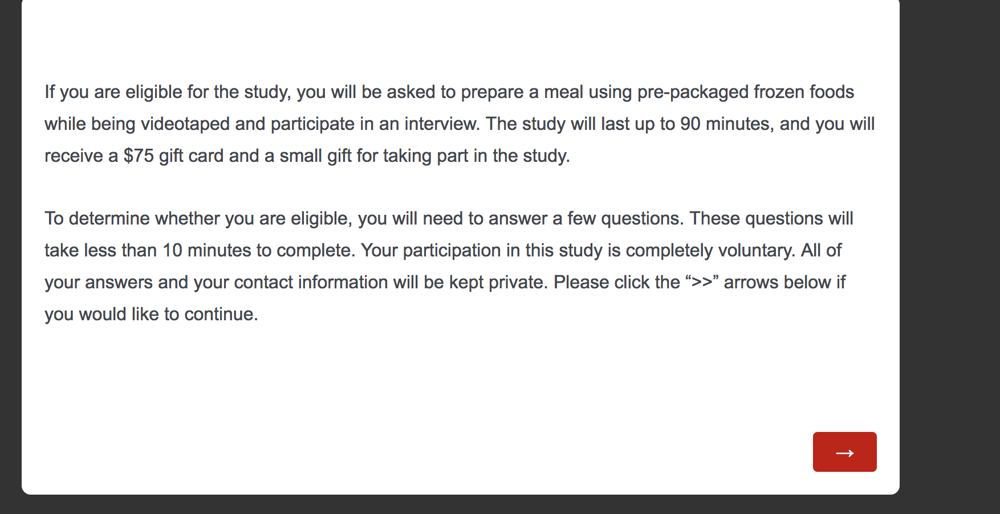 If you are eligible for the study, you will be asked to prepare a meal using pre-packaged frozen foods
while being videotaped and participate in an interview. The study will last up to 90 minutes, and you will
receive a $75 gift card and a small gift for taking part in the study.
To determine whether you are eligible, you will need to answer a few questions. These questions will
take less than 10 minutes to complete. Your participation in this study is completely voluntary. All of
your answers and your contact information will be kept private. Please click the “>>” arrows below if
you would like to continue.
→